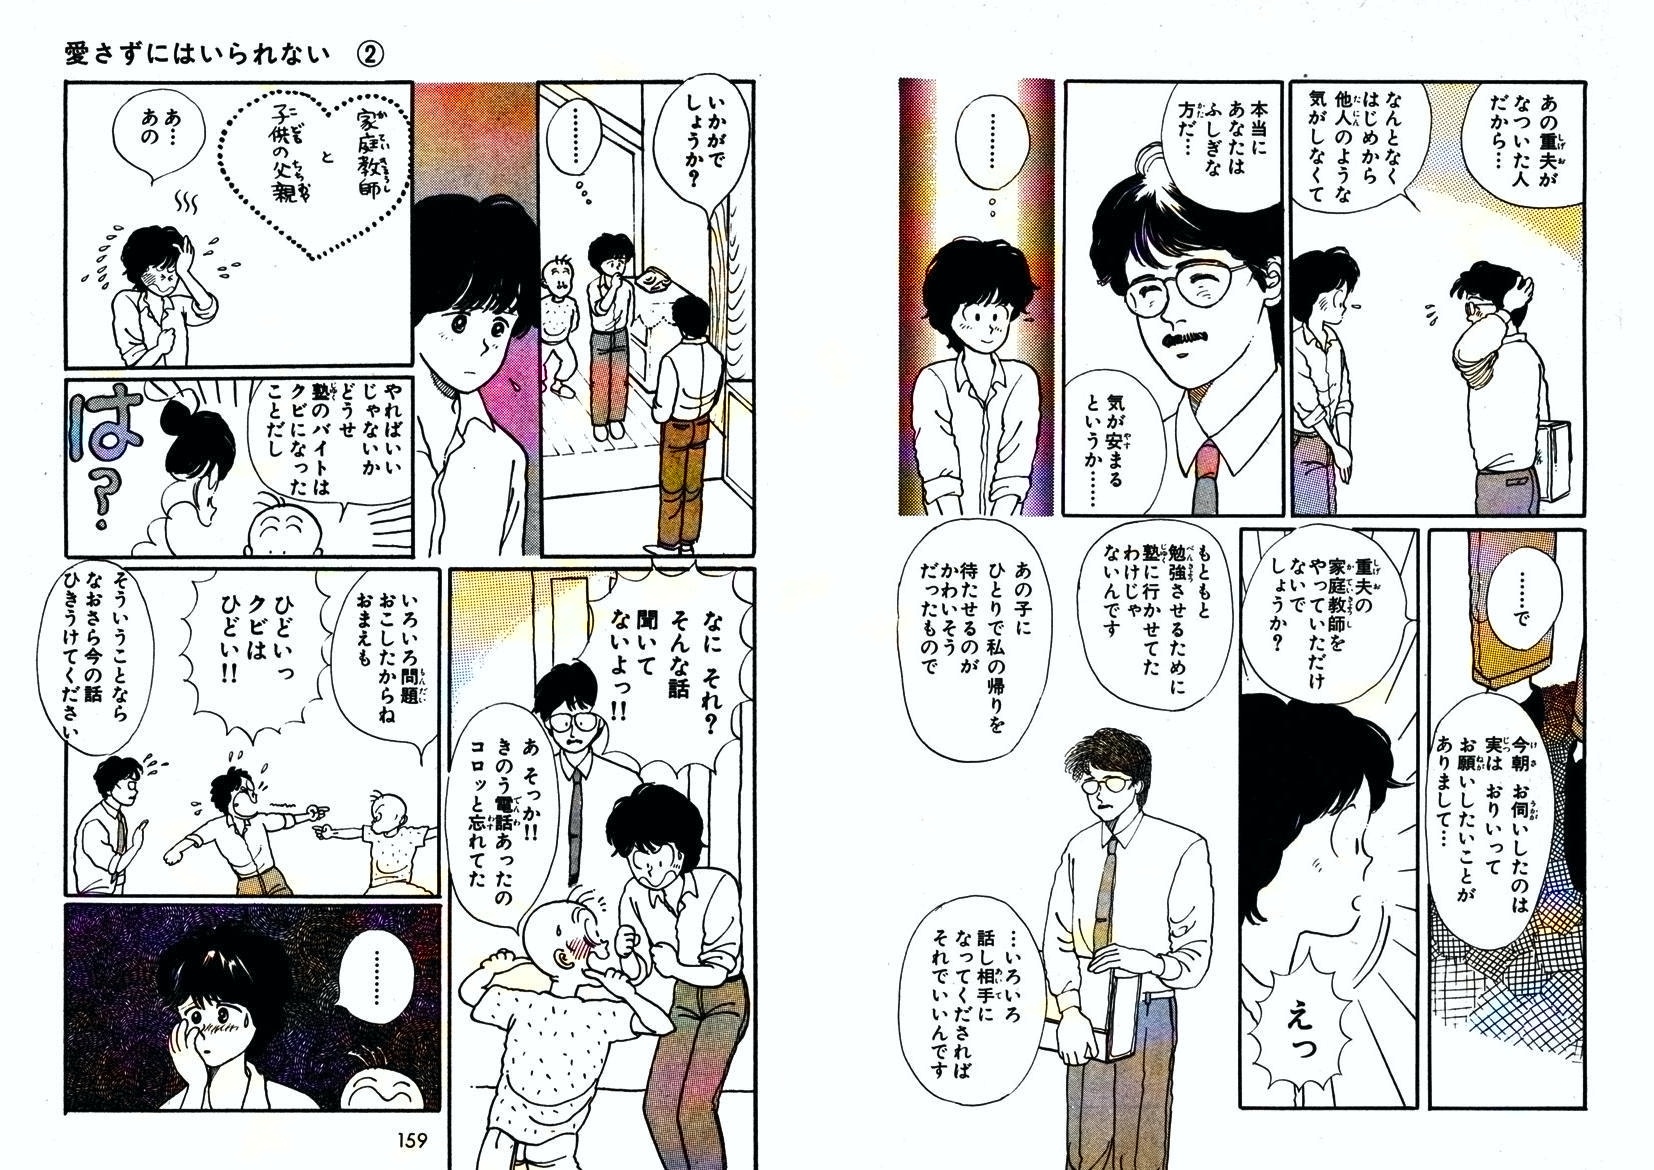 あの重夫が
なついた人
だから…
なんとなく
はじめから
他人のような
気がしなくて
本当に
あなたは
ふしぎな
方だ…
気が安まる
というか……
………
……で
今朝 お伺いしたのは
実は おりいって
お願いしたいことが
ありまして…
重夫の
家庭教師を
やっていただけ
ないで
しょうか?
えっ
もともと
勉強させるために
塾に行かせてた
わけじゃ
ないんです
あの子に
ひとりで私の帰りを
待たせるのが
かわいそう
だったもので
…いろいろ
話し相手に
なってくだされば
それでいいんです
愛さずにはいられない ②
いかがで
しょうか?
………
家庭教師
と
子供の父親
あ…
あの
やればいい
じゃないか
どうせ
塾のバイトは
クビになった
ことだし
は?
なに それ?
そんな話
聞いて
ないよっ!!
あ そっか!!
きのう電話あったの
コロッと忘れてた
いろいろ問題
おこしたからね
おまえも
ひどいっ
クビは
ひどい!!
そういうことなら
なおさら今の話
ひきうけてください
………
159